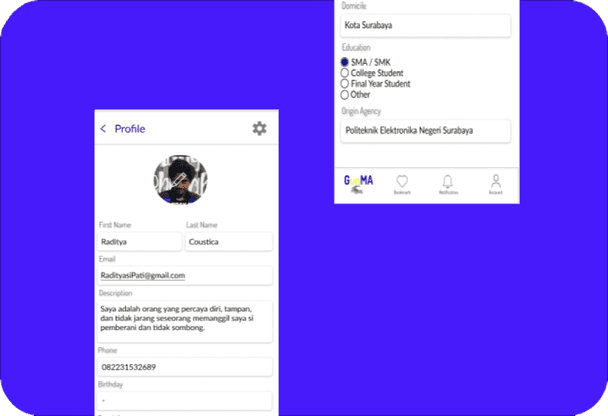 Profile
First Name
Last Name
Raditya
Coustica
Email
RadityasiPati@gmail.com
Description
Saya adalah orang yang percaya diri, tampan,
dan tidak jarang seseorang memanggil saya si
pemberani dan tidak sombong.
Phone
082231532689
Birthday
-
Domicile
Kota Surabaya
Education
SMA / SMK
College Student
Final Year Student
Other
Origin Agency
Politeknik Elektronika Negeri Surabaya
Bookmark
Notification
Account